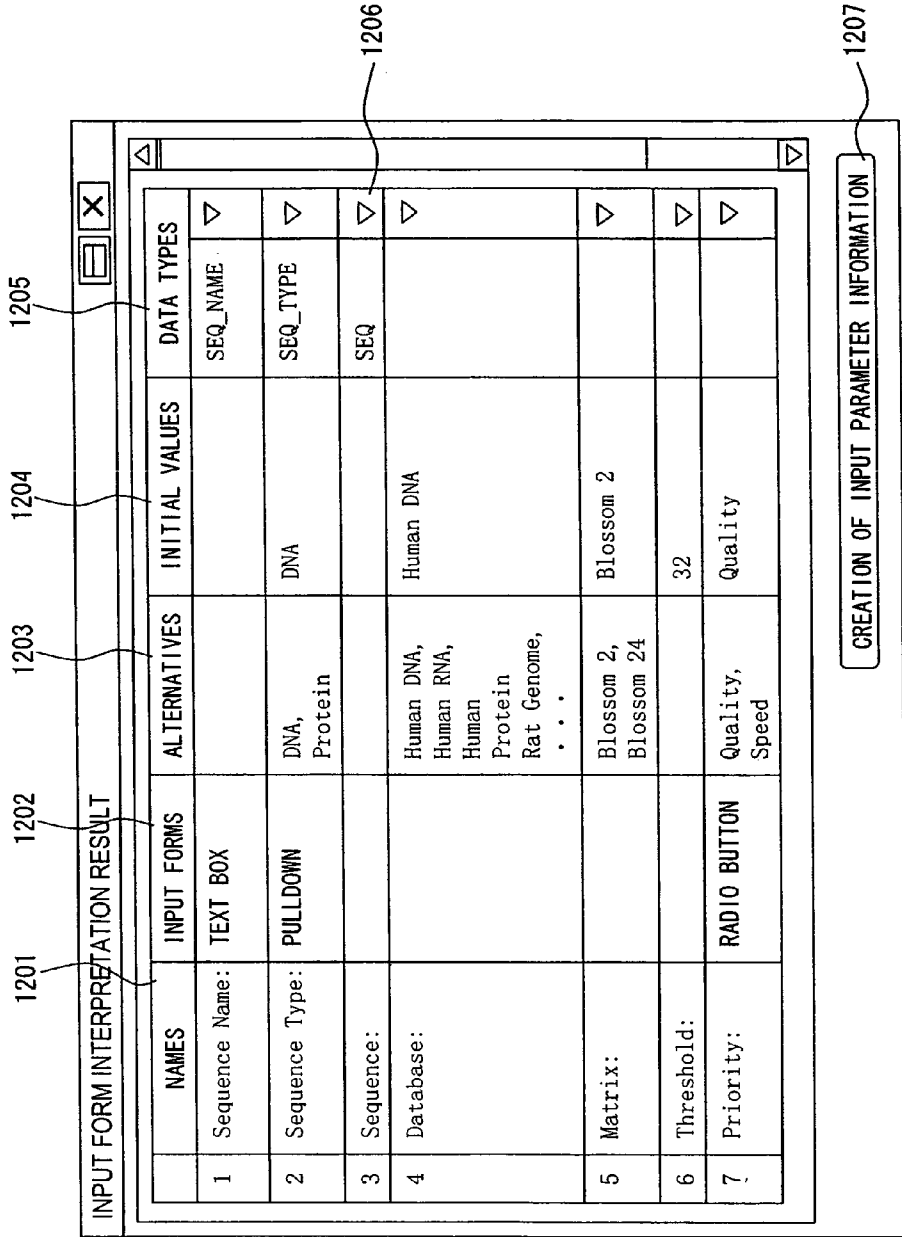 1201
1202
1203
1204
1205
INPUT FORM INTERPRETATION RESULT
NAMES INPUT FORMS ALTERNATIVES INITIAL VALUES DATA TYPES
1 Sequence Name: TEXT BOX SEQ_NAME
2 Sequence Type: PULLDOWN DNA, DNA SEQ_TYPE
Protein
3 Sequence: SEQ
1206
4 Database: Human DNA, Human DNA
Human RNA,
Human
Protein
Rat Genome,
...
5 Matrix: Blossom 2, Blossom 2
Blossom 24
6 Threshold: 32
7 Priority: RADIO BUTTON Quality, Quality
Speed
CREATION OF INPUT PARAMETER INFORMATION
1207